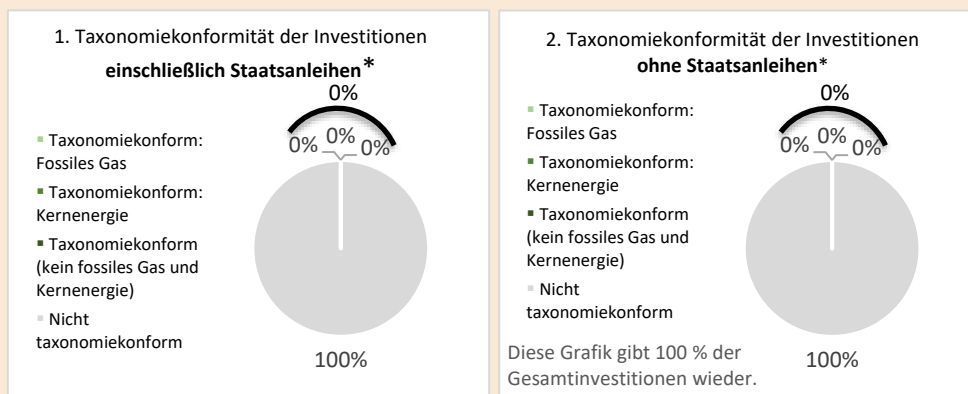 1. Taxonomiekonformität der Investitionen
einschließlich Staatsanleihen*
0%
0%
0%
0%
Taxonomiekonform:
Fossiles Gas
Taxonomiekonform:
Kernenergie
Taxonomiekonform
(kein fossiles Gas und
Kernenergie)
Nicht
taxonomiekonform
100%
2. Taxonomiekonformität der Investitionen
ohne Staatsanleihen*
0%
0%
0%
0%
Taxonomiekonform:
Fossiles Gas
Taxonomiekonform:
Kernenergie
Taxonomiekonform
(kein fossiles Gas und
Kernenergie)
Nicht
taxonomiekonform
100%
Diese Grafik gibt 100 % der
Gesamtinvestitionen wieder.